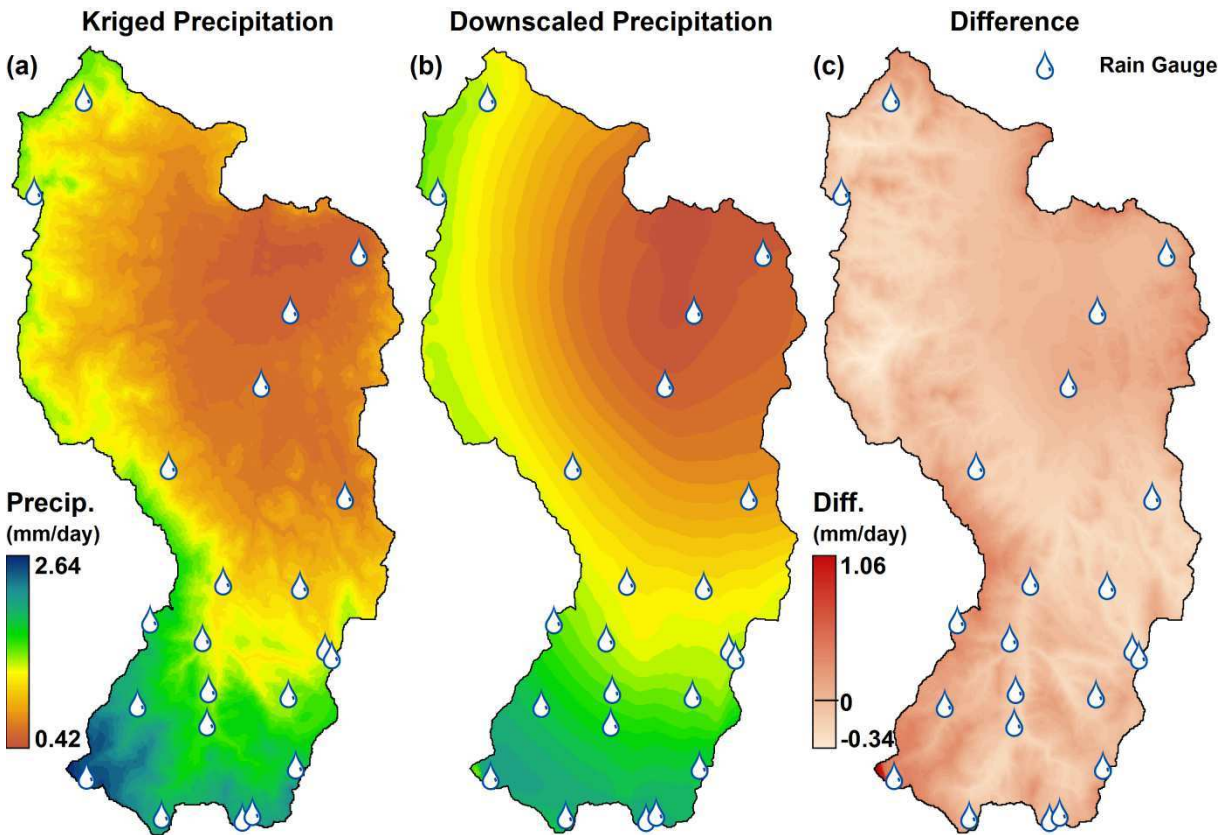 Kriged Precipitation
Downscaled Precipitation
Difference
(a)
(b)
(c)
Rain Gauge
Precip.
(mm/day)
2.64
0.42
Diff.
(mm/day)
1.06
0
-0.34